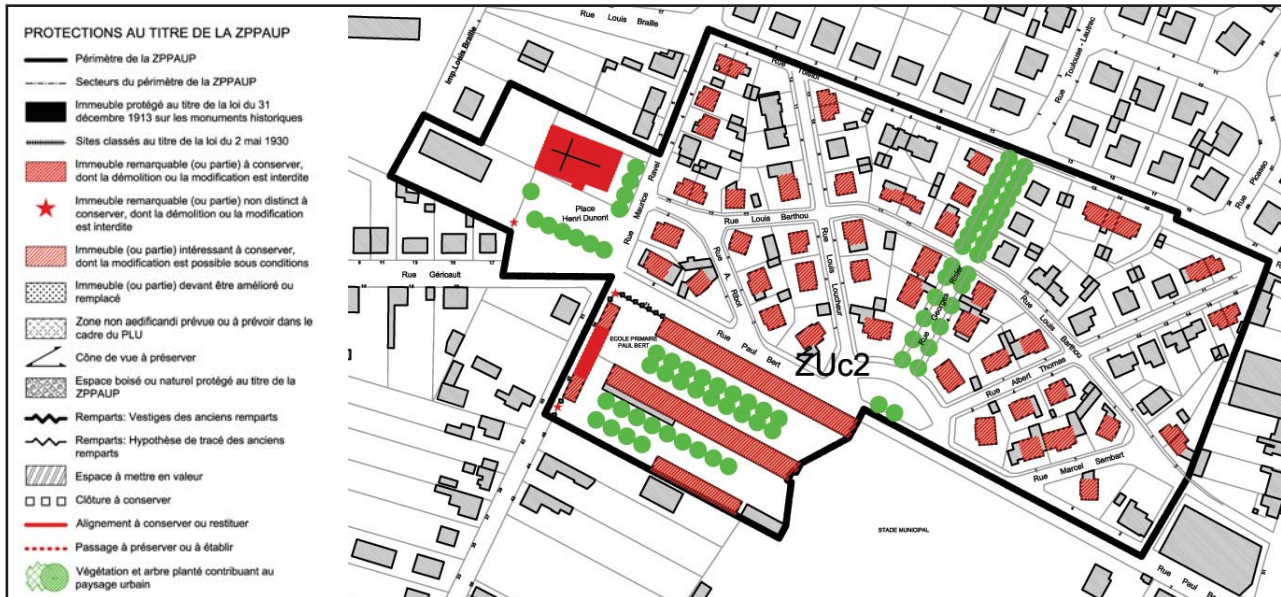 PROTECTIONS AU TITRE DE LA ZPPAUP
Périmètre de la ZPPAUP
Secteurs du périmètre de la ZPPAUP
Immeuble protégé au titre de la loi du 31
décembre 1913 sur les monuments historiques
Sites classés au titre de la loi du 2 mai 1930
Immeuble remarquable (ou partie) à conserver,
dont la démolition ou la modification est interdite
Immeuble remarquable (ou partie) non distinct à
conserver, dont la démolition ou la modification
est interdite
Immeuble (ou partie) intéressant à conserver,
dont la modification est possible sous conditions
Immeuble (ou partie) devant être amélioré ou
remplacé
Zone non aedificandi prévue ou à prévoir dans le
cadre du PLU
Cône de vue à préserver
Espace boisé ou naturel protégé au titre de la
ZPPAUP
Remparts: Vestiges des anciens remparts
Remparts: Hypothèse de tracé des anciens
remparts
Espace à mettre en valeur
Clôture à conserver
Alignement à conserver ou restituer
Passage à préserver ou à établir
Végétation et arbre planté contribuant au
paysage urbain
Rue Louis Braille
Imp. Louis Braille
Rue Toulouse - Lautrec
Rue Picasso
Place
Henri Dunont
Rue Maurice Ravel
Rue Louis Barthou
Rue Géricault
Rue A. Ribot
Rue Louis Loucheur
Rue Georges Risler
Rue Louis Barthou
ECOLE PRIMAIRE
PAUL BERT
Rue Paul Bert
ZUc2
Rue Albert Thomas
Rue Marcel Sembart
STADE MUNICIPAL
Rue Paul